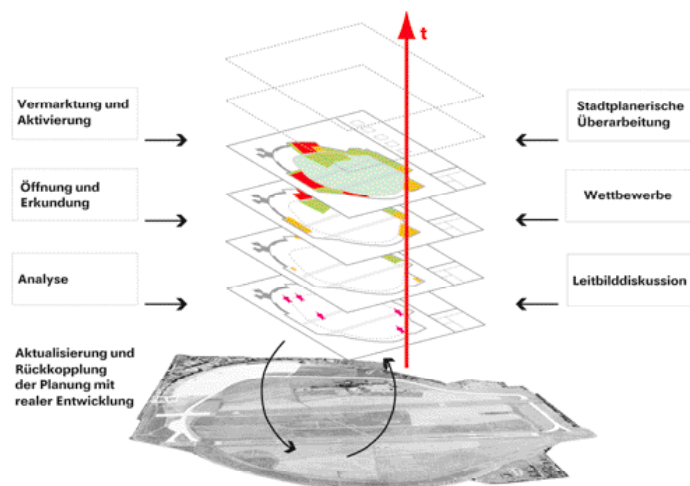 t
Vermarktung und
Aktivierung
Stadtplanerische
Überarbeitung
Öffnung und
Erkundung
Wettbewerbe
Analyse
Leitbilddiskussion
Aktualisierung und
Rückkopplung
der Planung mit
realer Entwicklung